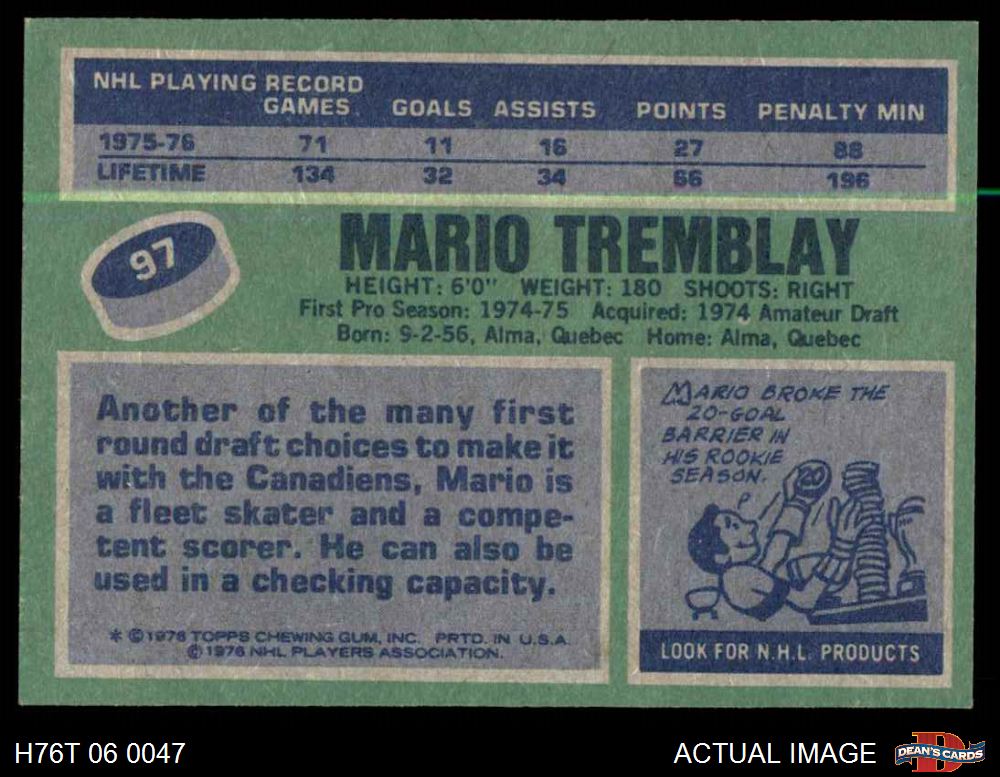 NHL PLAYING RECORD
GAMES GOALS ASSISTS POINTS PENALTY MIN
1975-76 71 11 16 27 88
LIFETIME 134 32 34 66 196
97
MARIO TREMBLAY
HEIGHT: 6'0" WEIGHT: 180 SHOOTS: RIGHT
First Pro Season: 1974-75 Acquired: 1974 Amateur Draft
Born: 9-2-56, Alma, Quebec Home: Alma, Quebec
Another of the many first
round draft choices to make it
with the Canadiens, Mario is
a fleet skater and a compe-
tent scorer. He can also be
used in a checking capacity.
* © 1976 TOPPS CHEWING GUM, INC. PRTD. IN U.S.A.
© 1976 NHL PLAYERS ASSOCIATION.
MARIO BROKE THE
20-GOAL
BARRIER IN
HIS ROOKIE
SEASON.
LOOK FOR N.H.L. PRODUCTS
H76T 06 0047
ACTUAL IMAGE
D
DEAN'S CARDS